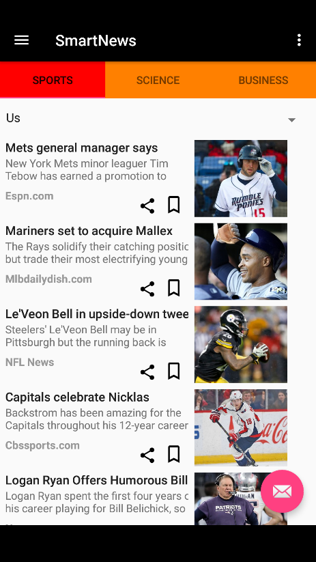 SmartNews
SPORTS
SCIENCE
BUSINESS
Us
Mets general manager says
New York Mets minor leaguer Tim
Tebow has earned a promotion to
Espn.com
RUMBLE
PONIES
15
Mariners set to acquire Mallex
The Rays solidify their catching positic
but trade their most electrifying young
Mlbdailydish.com
Le'Veon Bell in upside-down twee
Steelers' Le'Veon Bell may be in
Pittsburgh but the running back is
NFL News
Capitals celebrate Nicklas
Backstrom has been amazing for the
Capitals throughout his 12-year career
Cbssports.com
Logan Ryan Offers Humorous Bill
Logan Ryan spent the first four years c
his career playing for Bill Belichick, so
PATRIOTS